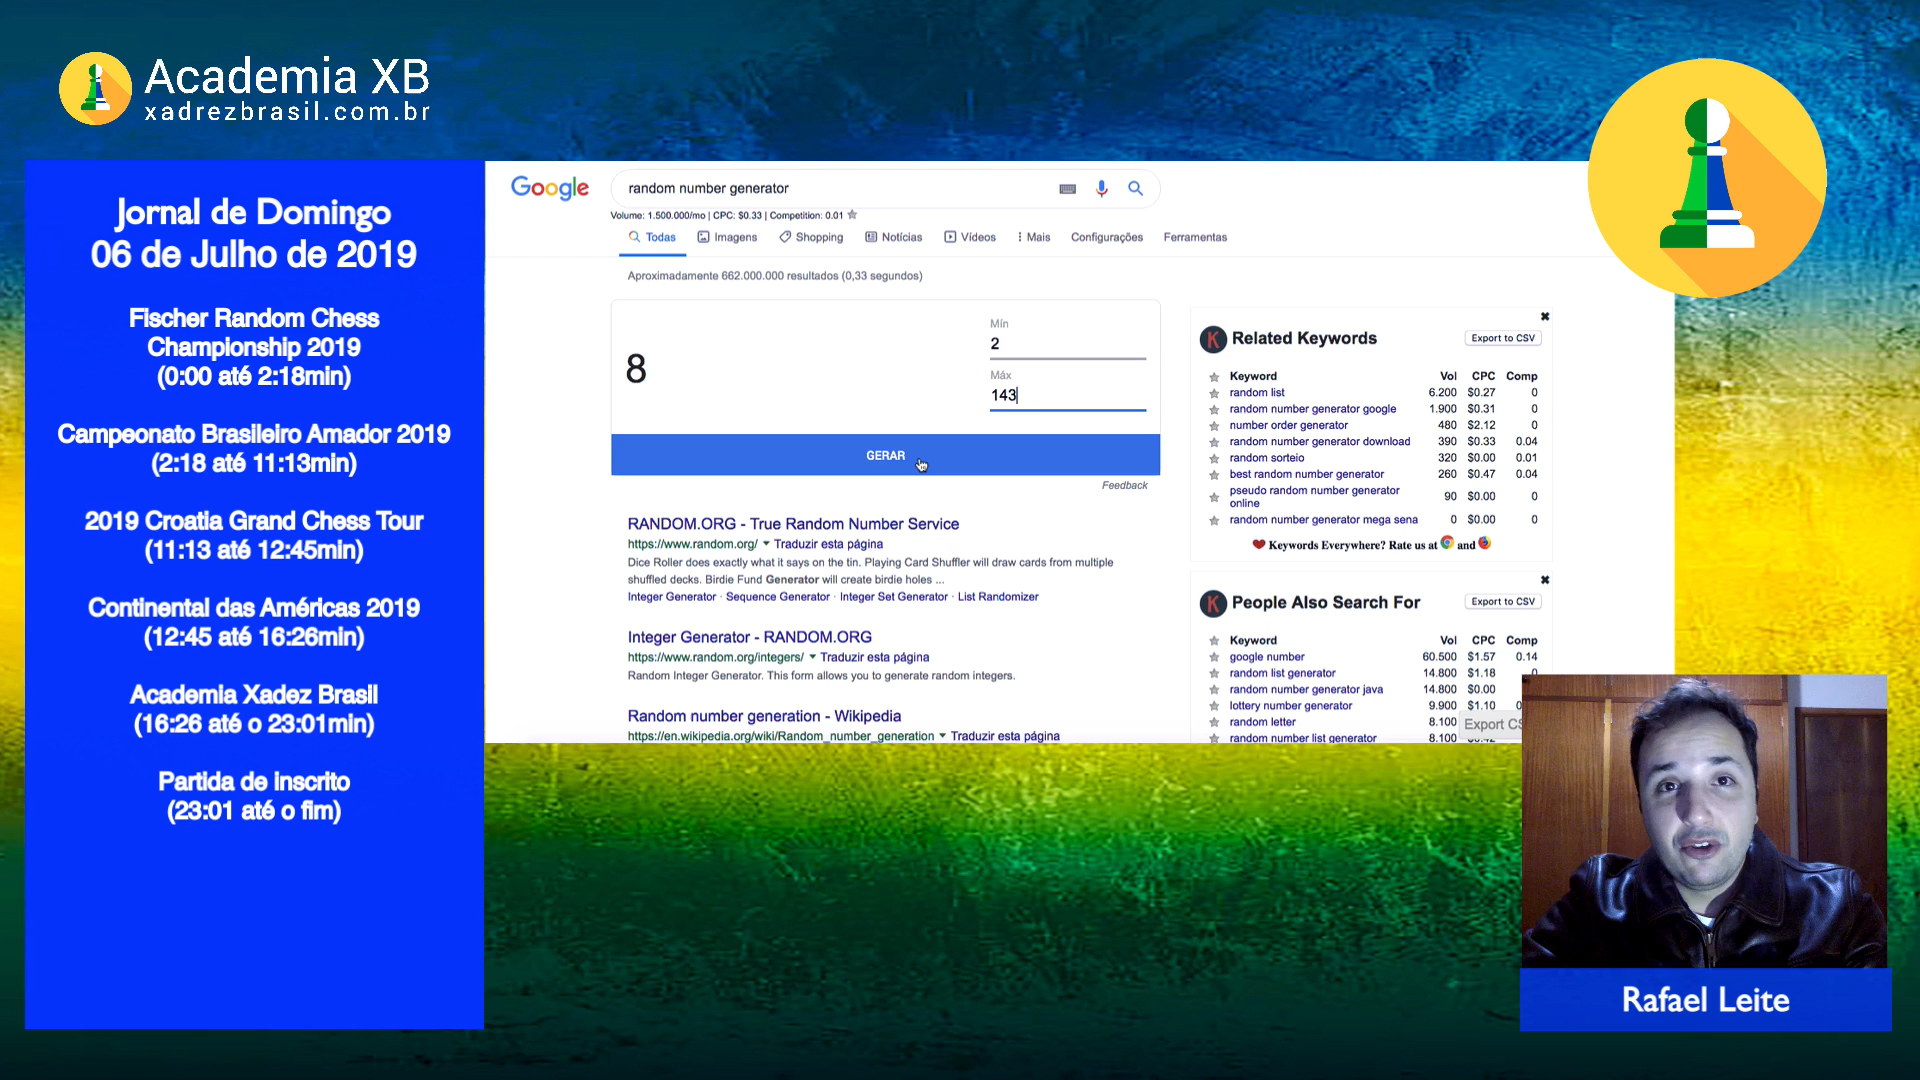 Academia XB
xadrezbrasil.com.br
Jornal de Domingo
06 de Julho de 2019
Fischer Random Chess
Championship 2019
(0:00 até 2:18min)
Campeonato Brasileiro Amador 2019
(2:18 até 11:13min)
2019 Croatia Grand Chess Tour
(11:13 até 12:45min)
Continental das Américas 2019
(12:45 até 16:26min)
Academia Xadez Brasil
(16:26 até o 23:01min)
Partida de inscrito
(23:01 até o fim)
Google
random number generator
Volume: 1.500.000/mo | CPC: $0.33 | Competition: 0.01
Todas Imagens Shopping Notícias Vídeos Mais Configurações Ferramentas
Aproximadamente 662.000.000 resultados (0,33 segundos)
8
Mín
2
Máx
143
GERAR
Feedback
RANDOM.ORG - True Random Number Service
https://www.random.org/ Traduzir esta página
Dice Roller does exactly what it says on the tin. Playing Card Shuffler will draw cards from multiple
shuffled decks. Birdie Fund Generator will create birdie holes ...
Integer Generator · Sequence Generator · Integer Set Generator · List Randomizer
Integer Generator - RANDOM.ORG
https://www.random.org/integers/ Traduzir esta página
Random Integer Generator. This form allows you to generate random integers.
Random number generation - Wikipedia
https://en.wikipedia.org/wiki/Random_number_generation Traduzir esta página
K Related Keywords Export to CSV
Keyword Vol CPC Comp
random list 6.200 $0.27 0
random number generator google 1.900 $0.31 0
number order generator 480 $2.12 0
random number generator download 390 $0.33 0.04
random sorteio 320 $0.00 0.01
best random number generator 260 $0.47 0.04
pseudo random number generator
online 90 $0.00 0
random number generator mega sena 0 $0.00 0
Keywords Everywhere? Rate us at and
K People Also Search For Export to CSV
Keyword Vol CPC Comp
google number 60.500 $1.57 0.14
random list generator 14.800 $1.18 0
random number generator java 14.800 $0.00
lottery number generator 9.900 $1.10
random letter 8.100
Export CS
random number list generator 8.100 $0.42
Rafael Leite